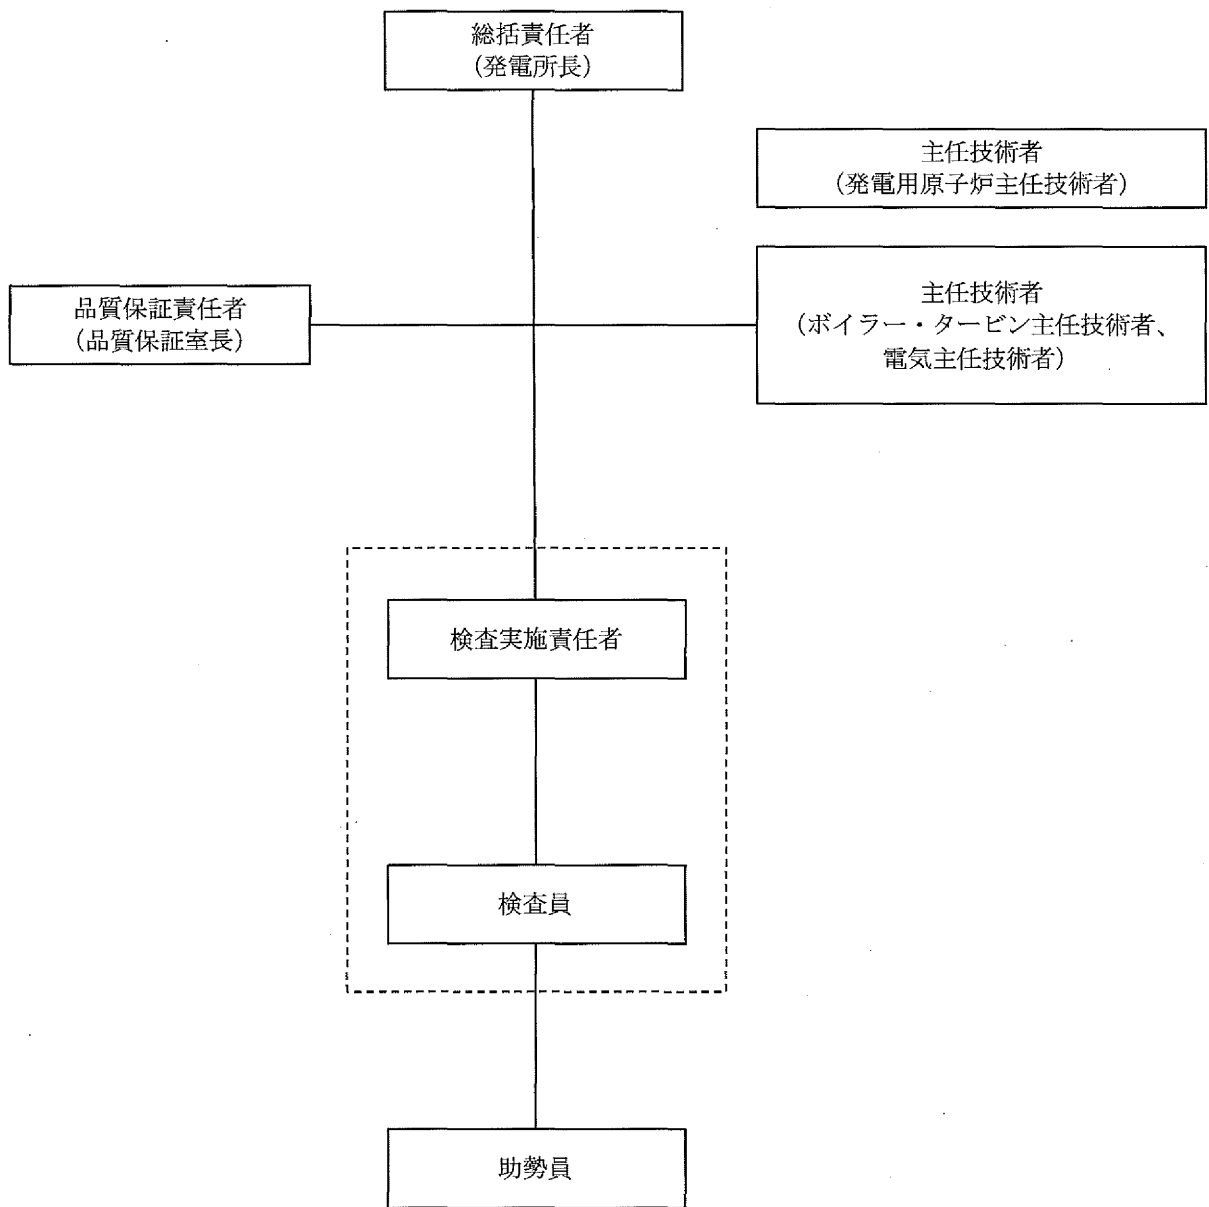 総括責任者
(発電所長)
主任技術者
(発電用原子炉主任技術者)
品質保証責任者
(品質保証室長)
主任技術者
(ボイラー・タービン主任技術者、
電気主任技術者)
検査実施責任者
検査員
助勢員